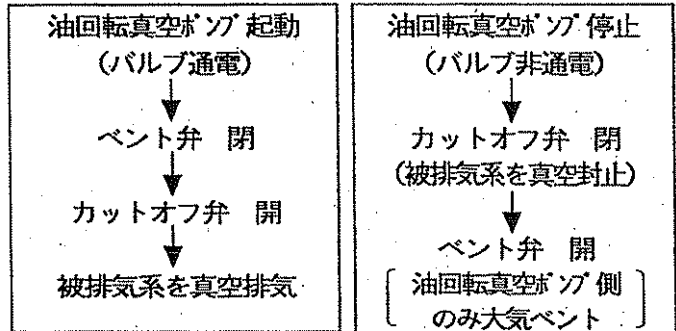 油回転真空ﾎﾟﾝﾌﾟ起動
(バルブ通電)
ベント弁 閉
カットオフ弁 開
被排気系を真空排気
油回転真空ﾎﾟﾝﾌﾟ停止
(バルブ非通電)
カットオフ弁 閉
(被排気系を真空封止)
ベント弁 開
油回転真空ﾎﾟﾝﾌﾟ側
のみ大気ベント